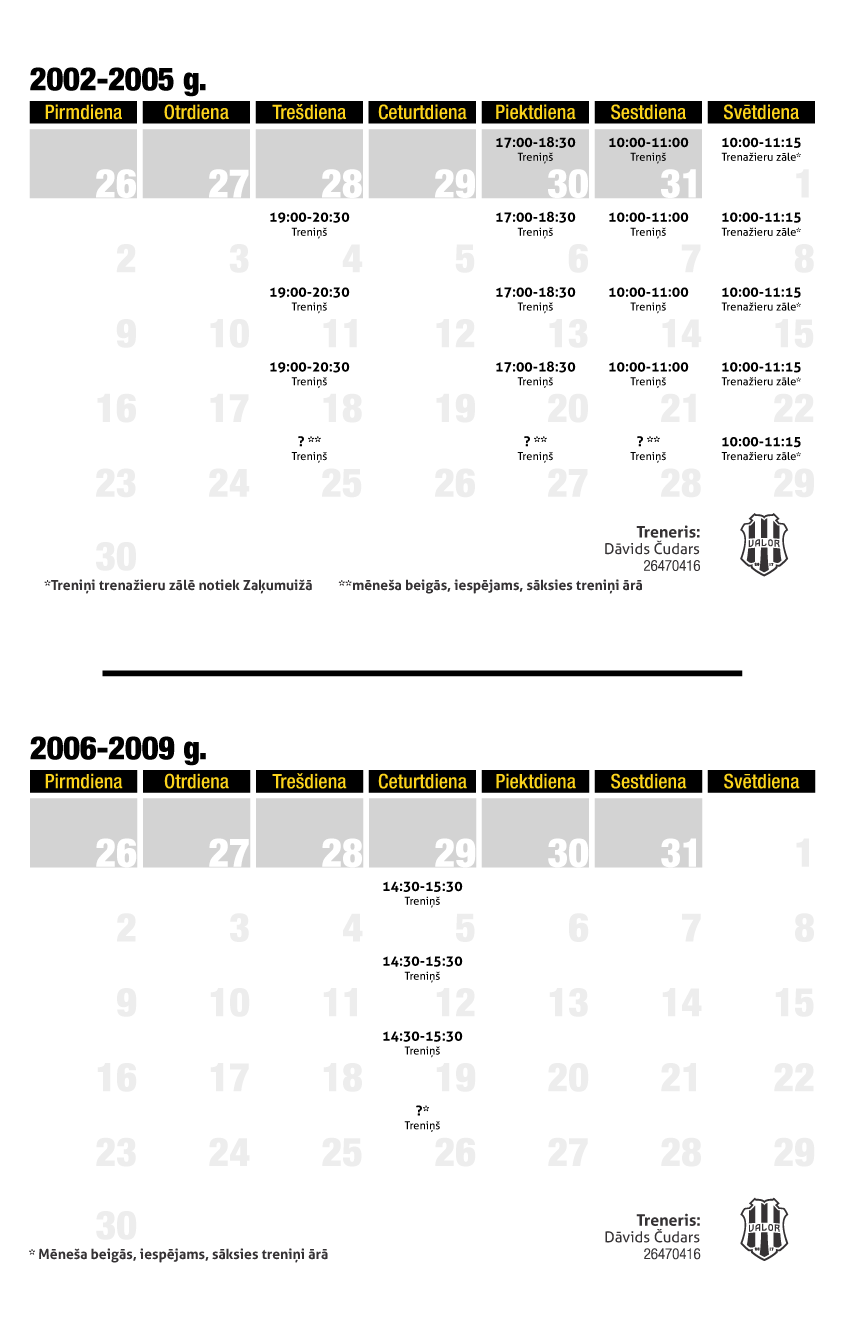 2002-2005 g.
Pirmdiena Otrdiena Trešdiena Ceturtdiena Piektdiena Sestdiena Svētdiena
17:00-18:30 10:00-11:00 10:00-11:15
Treniņš Treniņš Trenažieru zāle*
26 27 28 29 30 31 1
19:00-20:30 17:00-18:30 10:00-11:00 10:00-11:15
Treniņš Treniņš Treniņš Trenažieru zāle*
2 3 4 5 6 7 8
19:00-20:30 17:00-18:30 10:00-11:00 10:00-11:15
Treniņš Treniņš Treniņš Trenažieru zāle*
9 10 11 12 13 14 15
19:00-20:30 17:00-18:30 10:00-11:00 10:00-11:15
Treniņš Treniņš Treniņš Trenažieru zāle*
16 17 18 19 20 21 22
? ** ? ** ? ** 10:00-11:15
Treniņš Treniņš Treniņš Trenažieru zāle*
23 24 25 26 27 28 29
30
Treneris:
Dāvids Čudars
26470416
VALOR
*Treniņi trenažieru zālē notiek Zaķumuižā **mēneša beigās, iespējams, sāksies treniņi ārā
2006-2009 g.
Pirmdiena Otrdiena Trešdiena Ceturtdiena Piektdiena Sestdiena Svētdiena
26 27 28 29 30 31 1
14:30-15:30
Treniņš
2 3 4 5 6 7 8
14:30-15:30
Treniņš
9 10 11 12 13 14 15
14:30-15:30
Treniņš
16 17 18 19 20 21 22
?*
Treniņš
23 24 25 26 27 28 29
30
Treneris:
Dāvids Čudars
26470416
VALOR
* Mēneša beigās, iespējams, sāksies treniņi ārā